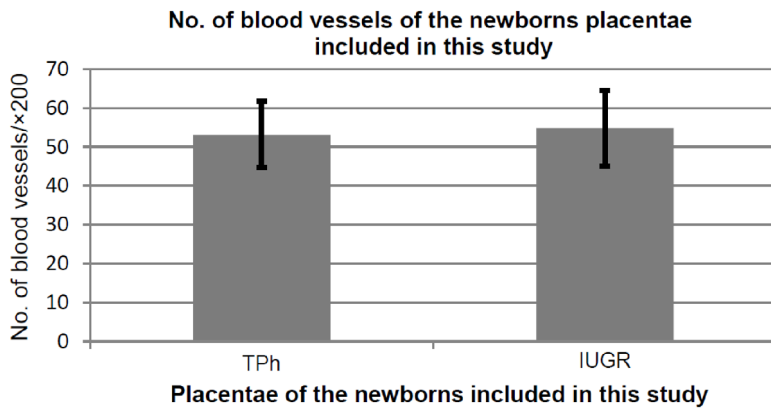 No. of blood vessels of the newborns placentae
included in this study
No. of blood vessels/×200
70
60
50
40
30
20
10
0
TPh
IUGR
Placentae of the newborns included in this study